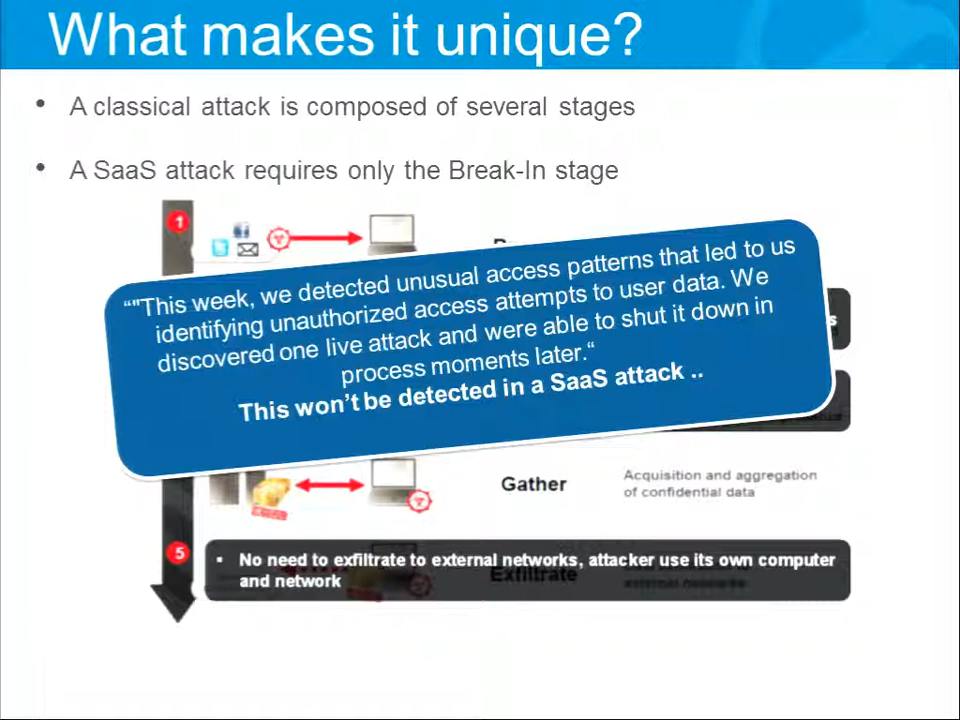 What makes it unique?
• A classical attack is composed of several stages
• A SaaS attack requires only the Break-In stage
1
“"This week, we detected unusual access patterns that led to us
identifying unauthorized access attempts to user data. We
discovered one live attack and were able to shut it down in
process moments later.“
This won’t be detected in a SaaS attack ..
Gather
Acquisition and aggregation
of confidential data
5
▪ No need to exfiltrate to external networks, attacker use its own computer
and network
Exfiltrate